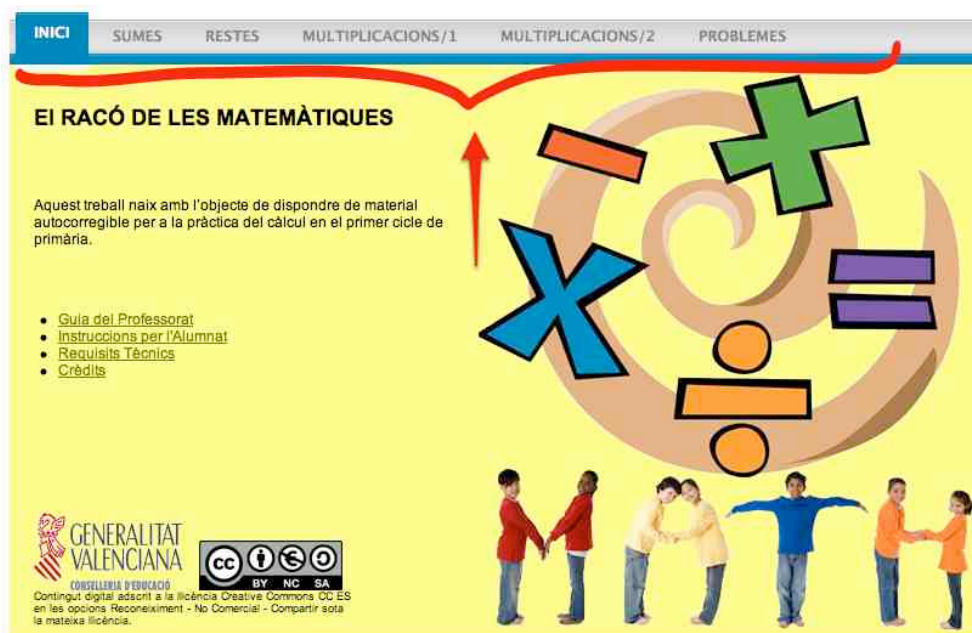 INICI SUMES RESTES MULTIPLICACIONS/1 MULTIPLICACIONS/2 PROBLEMES
El RACÓ DE LES MATEMÀTIQUES
Aquest treball naix amb l'objecte de dispondre de material
autocorregible per a la pràctica del càlcul en el primer cicle de
primària.
Guia del Professorat
Instruccions per l'Alumnat
Requisits Tècnics
Crèdits
GENERALITAT
VALENCIANA
CONSELLERIA D'EDUCACIÓ
cc
BY NC SA
Contingut digital adscrit a la llicència Creative Commons CC ES
en les opcions Reconeiximent - No Comercial - Compartir sota
la mateixa llicència.